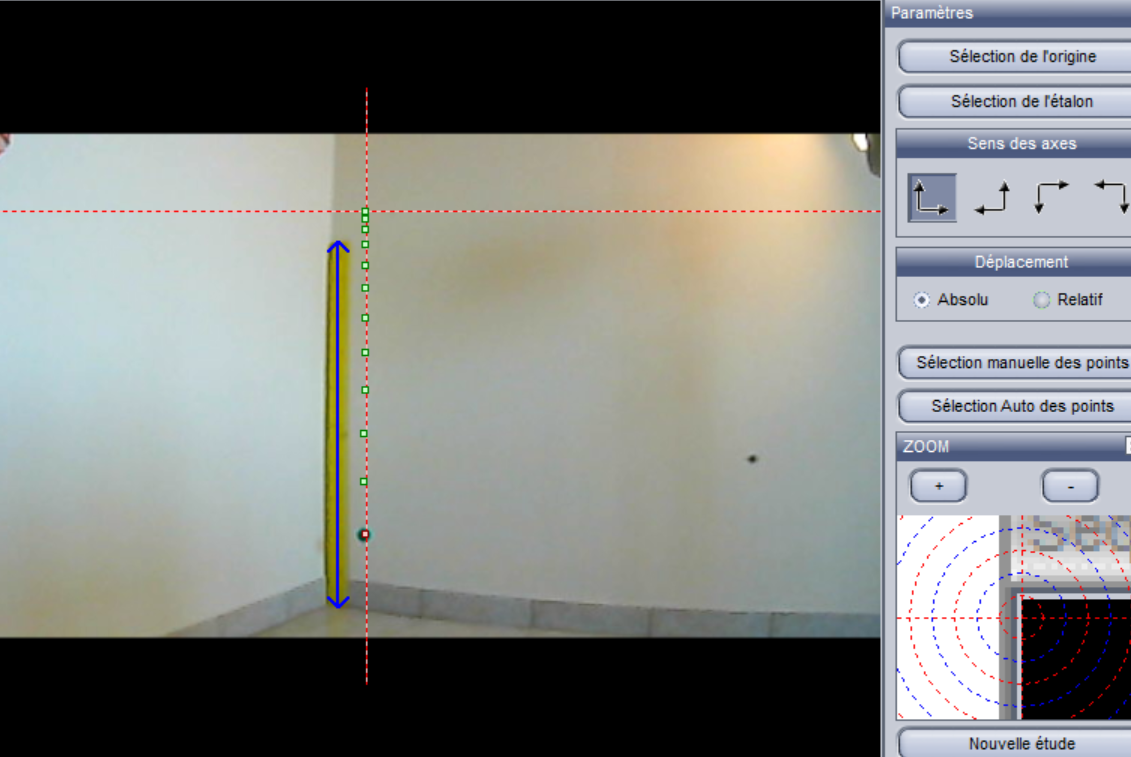 Paramètres
Sélection de l'origine
Sélection de l'étalon
Sens des axes
Déplacement
Absolu Relatif
Sélection manuelle des points
Sélection Auto des points
ZOOM
+ -
Nouvelle étude